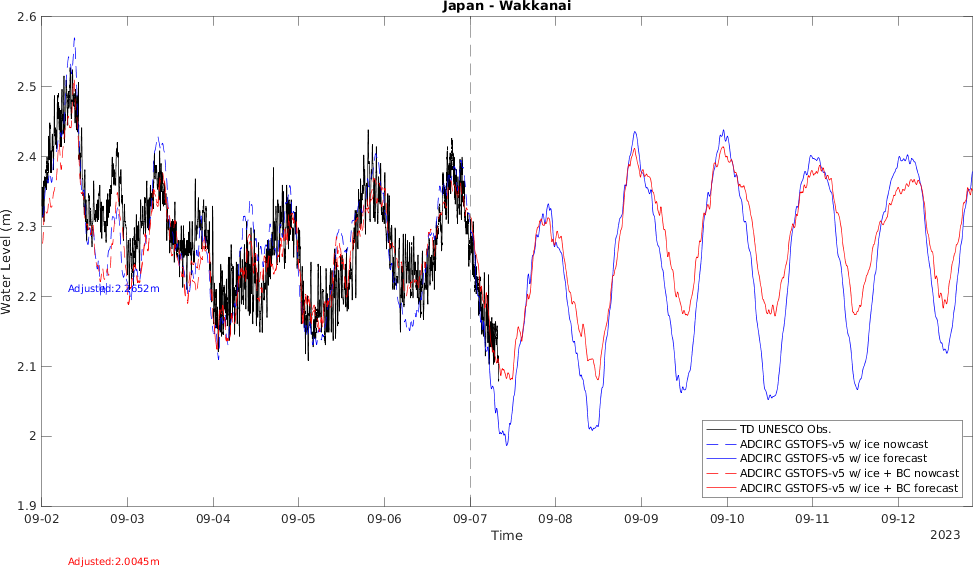 Japan - Wakkanai
Water Level (m)
2.6
2.5
2.4
2.3
2.2
2.1
2
1.9
Adjusted:2.2652m
TD UNESCO Obs.
ADCIRC GSTOFS-v5 w/ ice nowcast
ADCIRC GSTOFS-v5 w/ ice forecast
ADCIRC GSTOFS-v5 w/ ice + BC nowcast
ADCIRC GSTOFS-v5 w/ ice + BC forecast
09-02 09-03 09-04 09-05 09-06 09-07 09-08 09-09 09-10 09-11 09-12
Time
2023
Adjusted:2.0045m